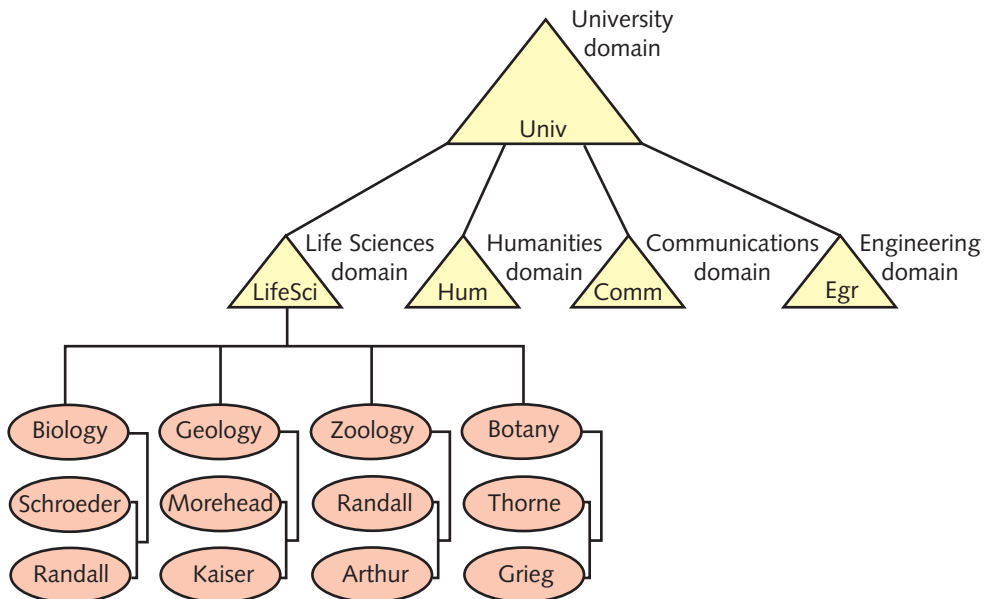 University
domain
Univ
Life Sciences
domain
LifeSci
Humanities
domain
Hum
Communications
domain
Comm
Engineering
domain
Egr
Biology
Geology
Zoology
Botany
Schroeder
Morehead
Randall
Thorne
Randall
Kaiser
Arthur
Grieg